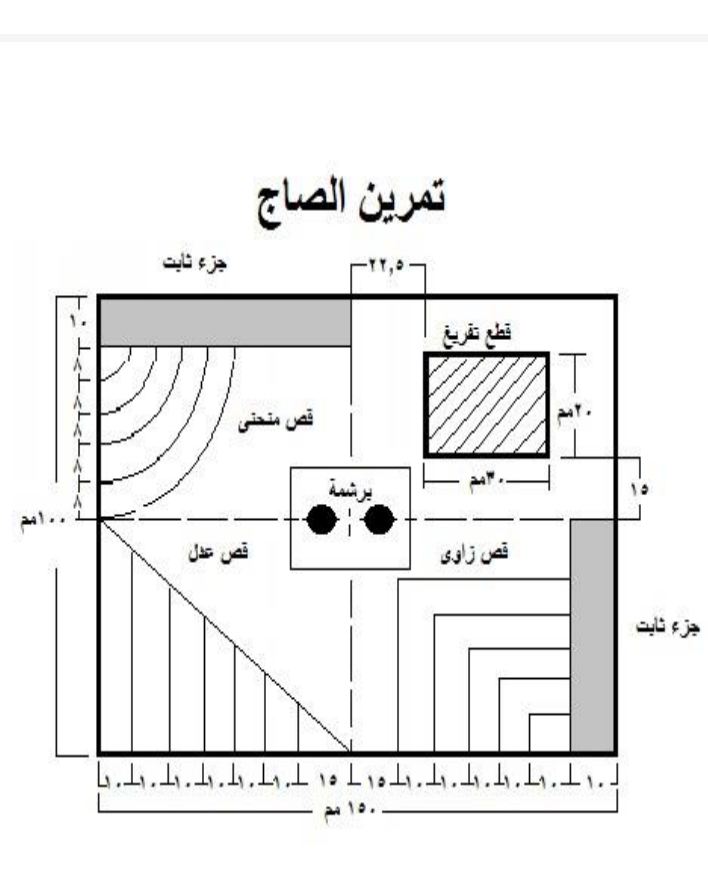 تمرين الصاج
جزء ثابت
٢٢,٥
١٠
قطع تفريغ
٨
٨
قص منحنى
٢٠مم
٨
٨
برشمة
٣٠مم
١٥
٨
١٠٠مم
قص عدل
قص زاوى
جزء ثابت
١٠ ١٠ ١٠ ١٠ ١٠ ١٠ ١٥ ١٥ ١٠ ١٠ ١٠ ١٠ ١٠ ١٠
١٥٠ مم